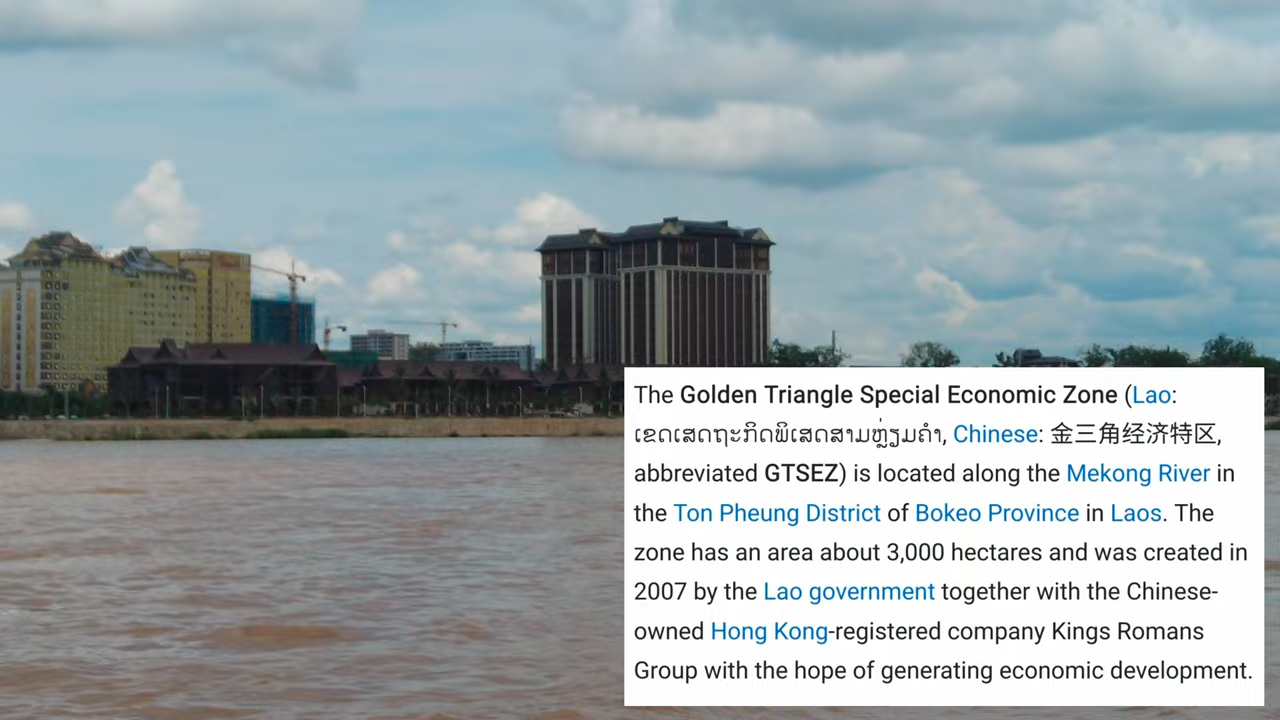 The Golden Triangle Special Economic Zone (Lao:
ເຂດເສດຖະກິດພິເສດສາມຫຼ່ຽມຄຳ, Chinese: 金三角经济特区,
abbreviated GTSEZ) is located along the Mekong River in
the Ton Pheung District of Bokeo Province in Laos. The
zone has an area about 3,000 hectares and was created in
2007 by the Lao government together with the Chinese-
owned Hong Kong-registered company Kings Romans
Group with the hope of generating economic development.